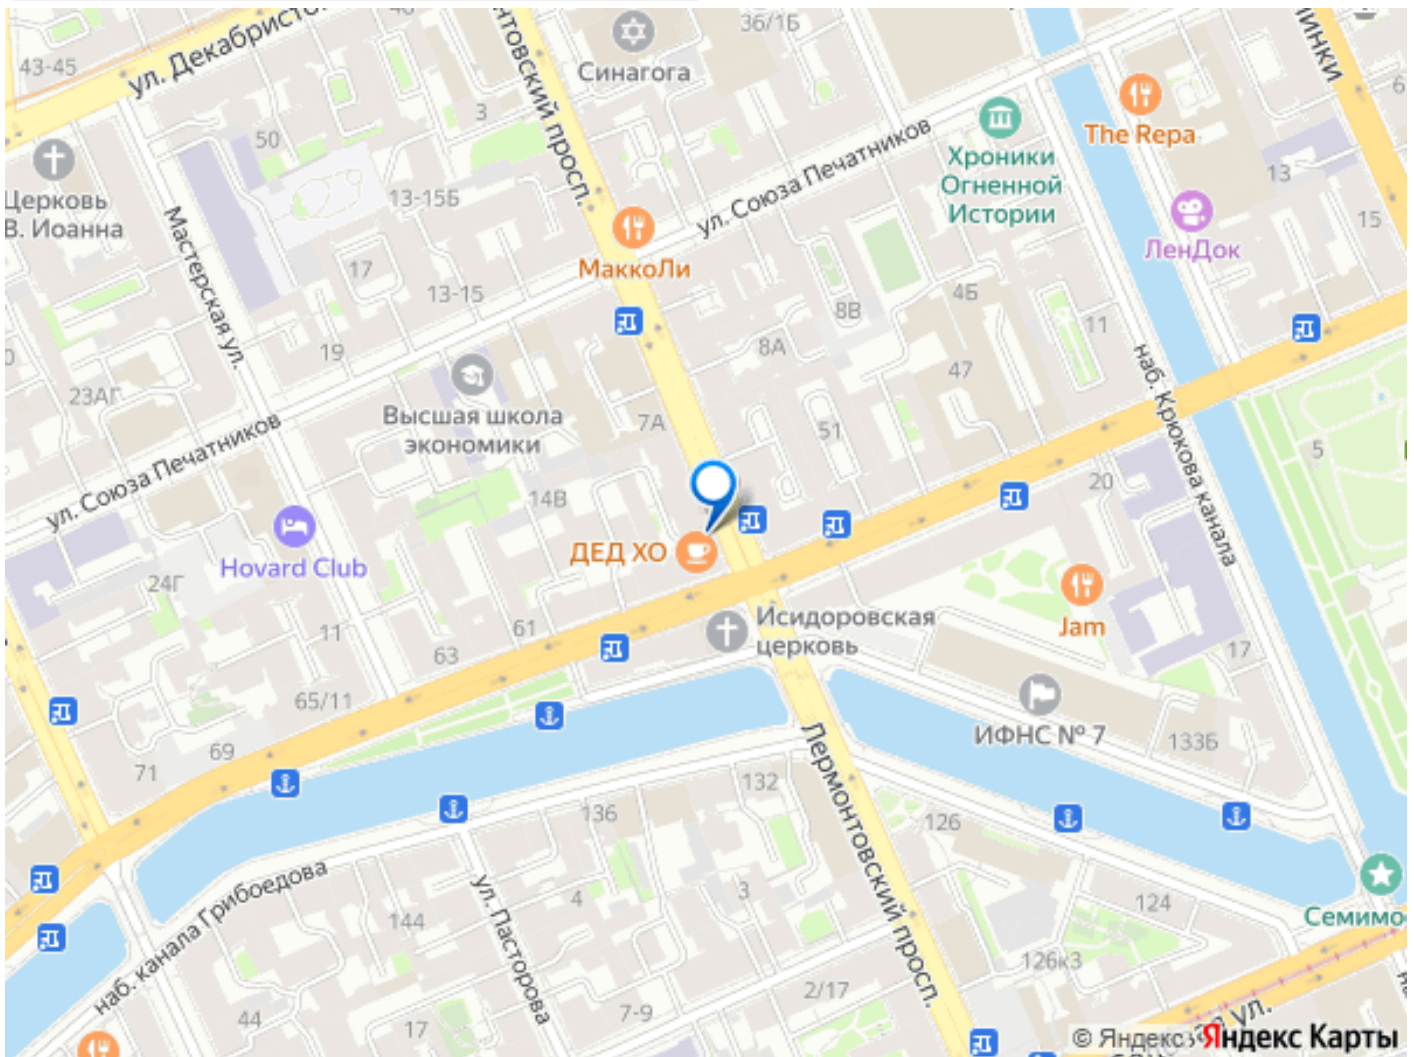 43-45
ул. Декабристо
нтовский просп.
Синагога
36/1Б
инки
6
The Repa
3
50
Церковь
В. Иоанна
13-15Б
ул. Союза Печатников
Хроники
Огненной
Истории
13
15
ЛенДок
МаккоЛи
Мастерская ул.
17
13-15
19
8В
4Б
11
8А
47
23АГ
Высшая школа
экономики
7А
51
наб. Крюкова канала
5
20
ул. Союза Печатников
14В
ДЕД ХО
Hovard Club
24Г
11
61
63
Исидоровская
церковь
Jam
17
65/11
69
71
ИФНС № 7
133Б
Лермонтовский просп.
132
136
126
наб. канала Грибоедова
ул. Пасторова
4
3
124
Семимо
144
126к3
2/17
44
17
7-9
ул.
© Яндекс
Яндекс Карты